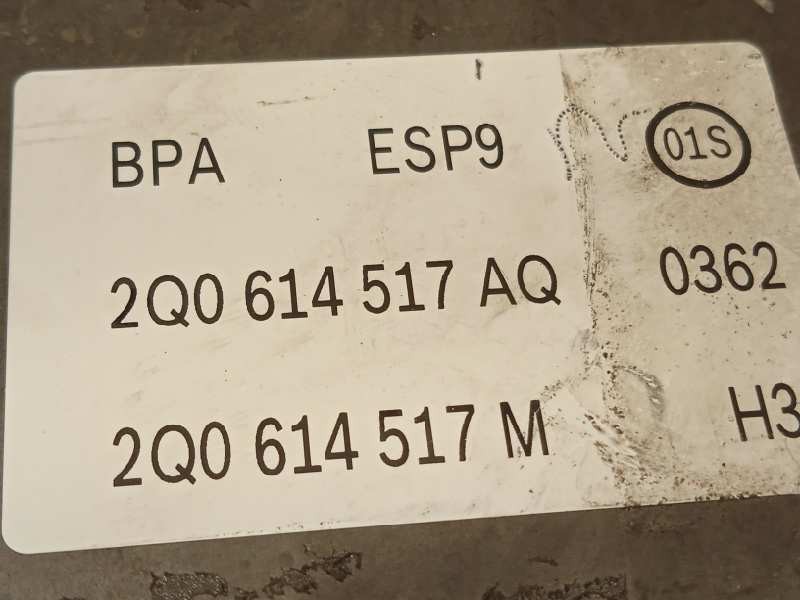 BPA ESP9 01S
2Q0 614 517 AQ 0362
2Q0 614 517 M H3